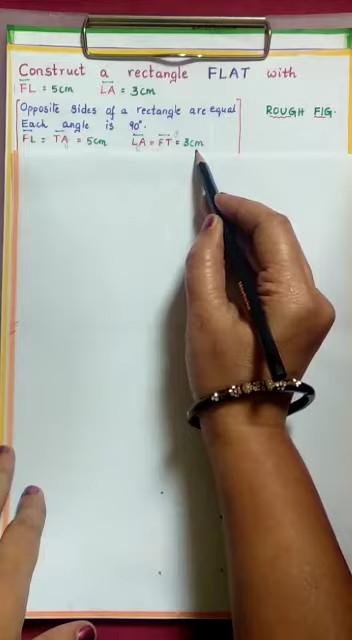 Construct a rectangle FLAT with
FL = 5cm LA = 3cm
Opposite sides of a rectangle are equal
Each angle is 90°.
FL = TA = 5cm LA = FT = 3cm
ROUGH FIG.